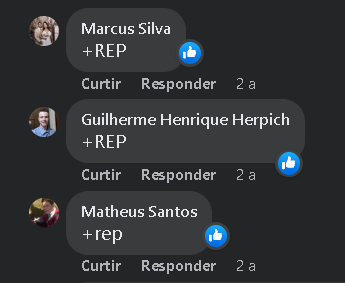 Marcus Silva
+REP
Curtir Responder 2 a
Guilherme Henrique Herpich
+REP
Curtir Responder 2 a
Matheus Santos
+rep
Curtir Responder 2 a